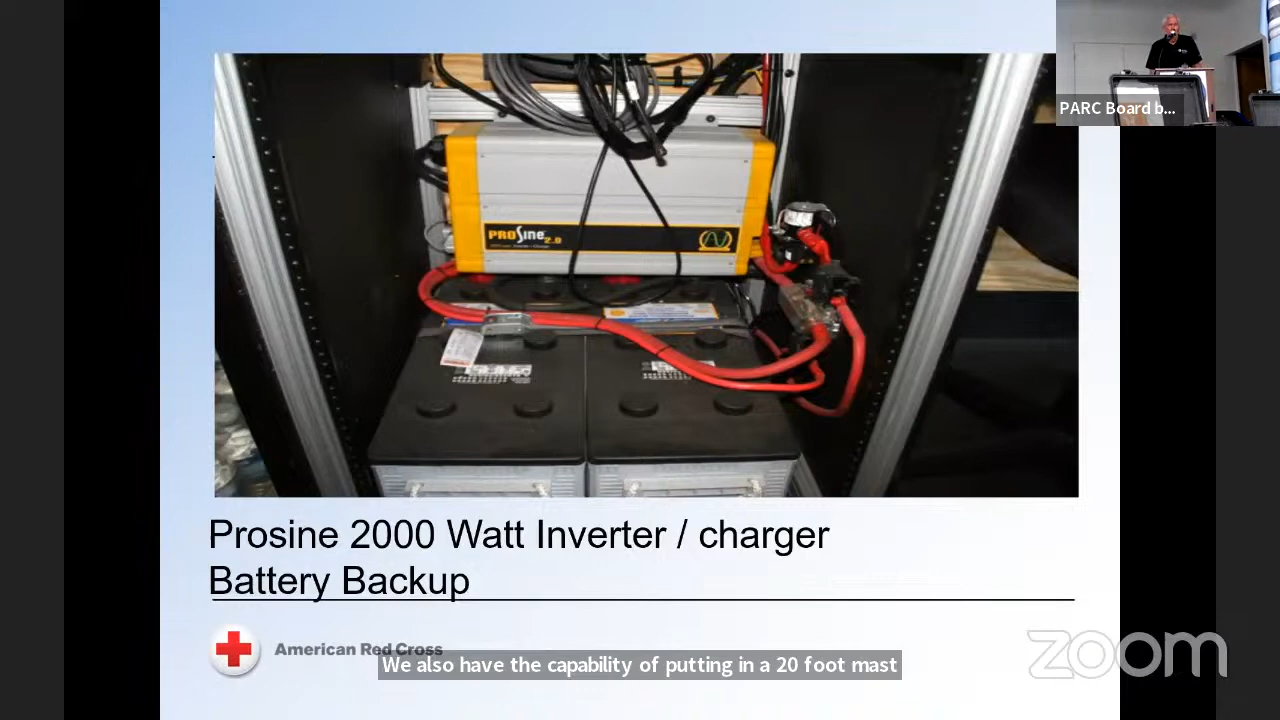 PARC Board b...
PROSine 2.0
Prosine 2000 Watt Inverter / charger
Battery Backup
American Red Cross
We also have the capability of putting in a 20 foot mast
zoom